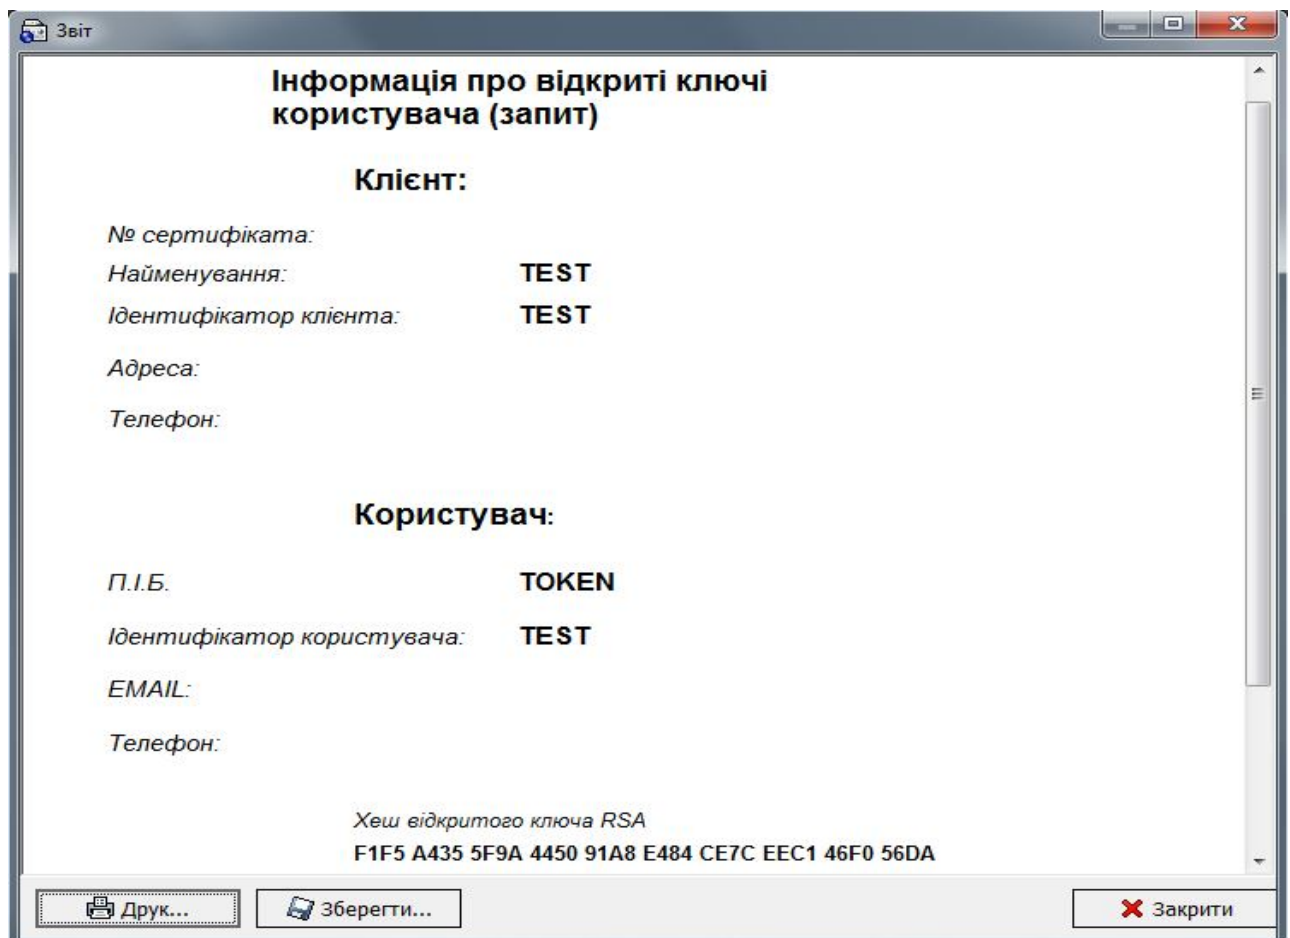 Звіт
Інформація про відкриті ключі
користувача (запит)
Клієнт:
№ сертифіката:
Найменування: TEST
Ідентифікатор клієнта: TEST
Адреса:
Телефон:
Користувач:
П.І.Б. TOKEN
Ідентифікатор користувача: TEST
EMAIL:
Телефон:
Хеш відкритого ключа RSA
F1F5 A435 5F9A 4450 91A8 E484 CE7C EEC1 46F0 56DA
Друк... Зберегти... Закрити